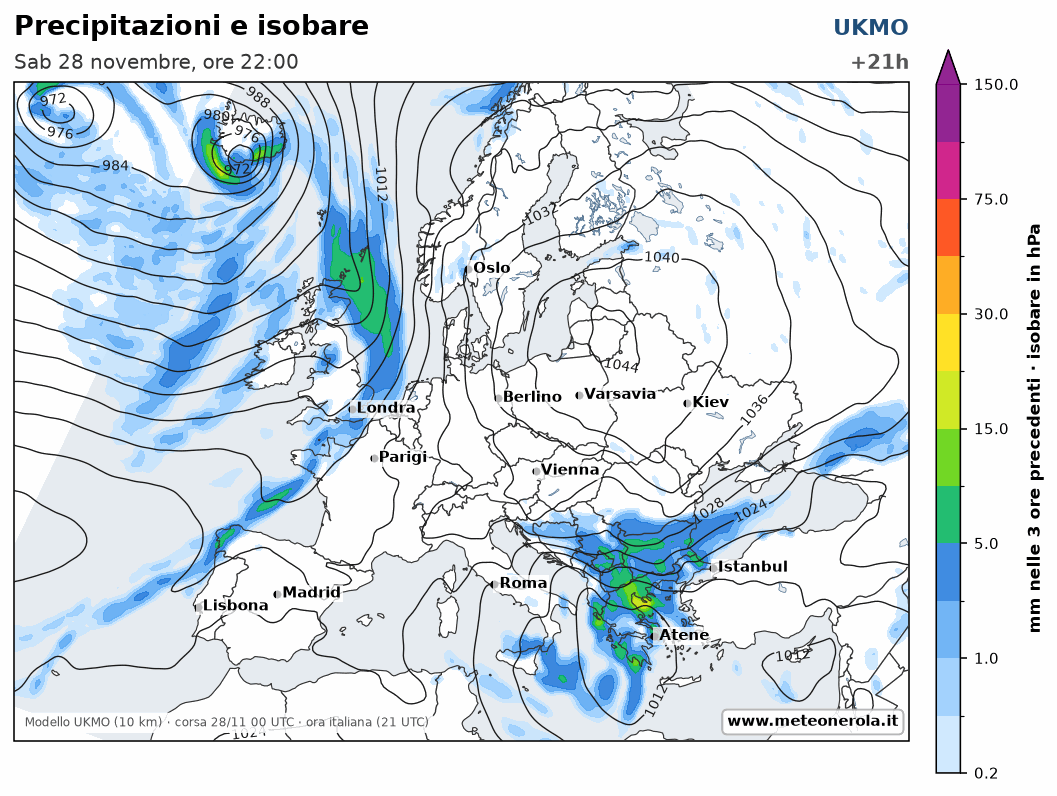 Precipitazioni e isobare
UKMO
Sab 28 novembre, ore 22:00
+21h
972
976
984
988
980
976
972
1012
1032
1040
1044
1036
1028
1024
1012
1012
1024
Oslo
Londra
Berlino
Varsavia
Kiev
Parigi
Vienna
Istanbul
Roma
Madrid
Lisbona
Atene
Modello UKMO (10 km) · corsa 28/11 00 UTC · ora italiana (21 UTC)
www.meteonerola.it
150.0
75.0
30.0
15.0
5.0
1.0
0.2
mm nelle 3 ore precedenti · isobare in hPa